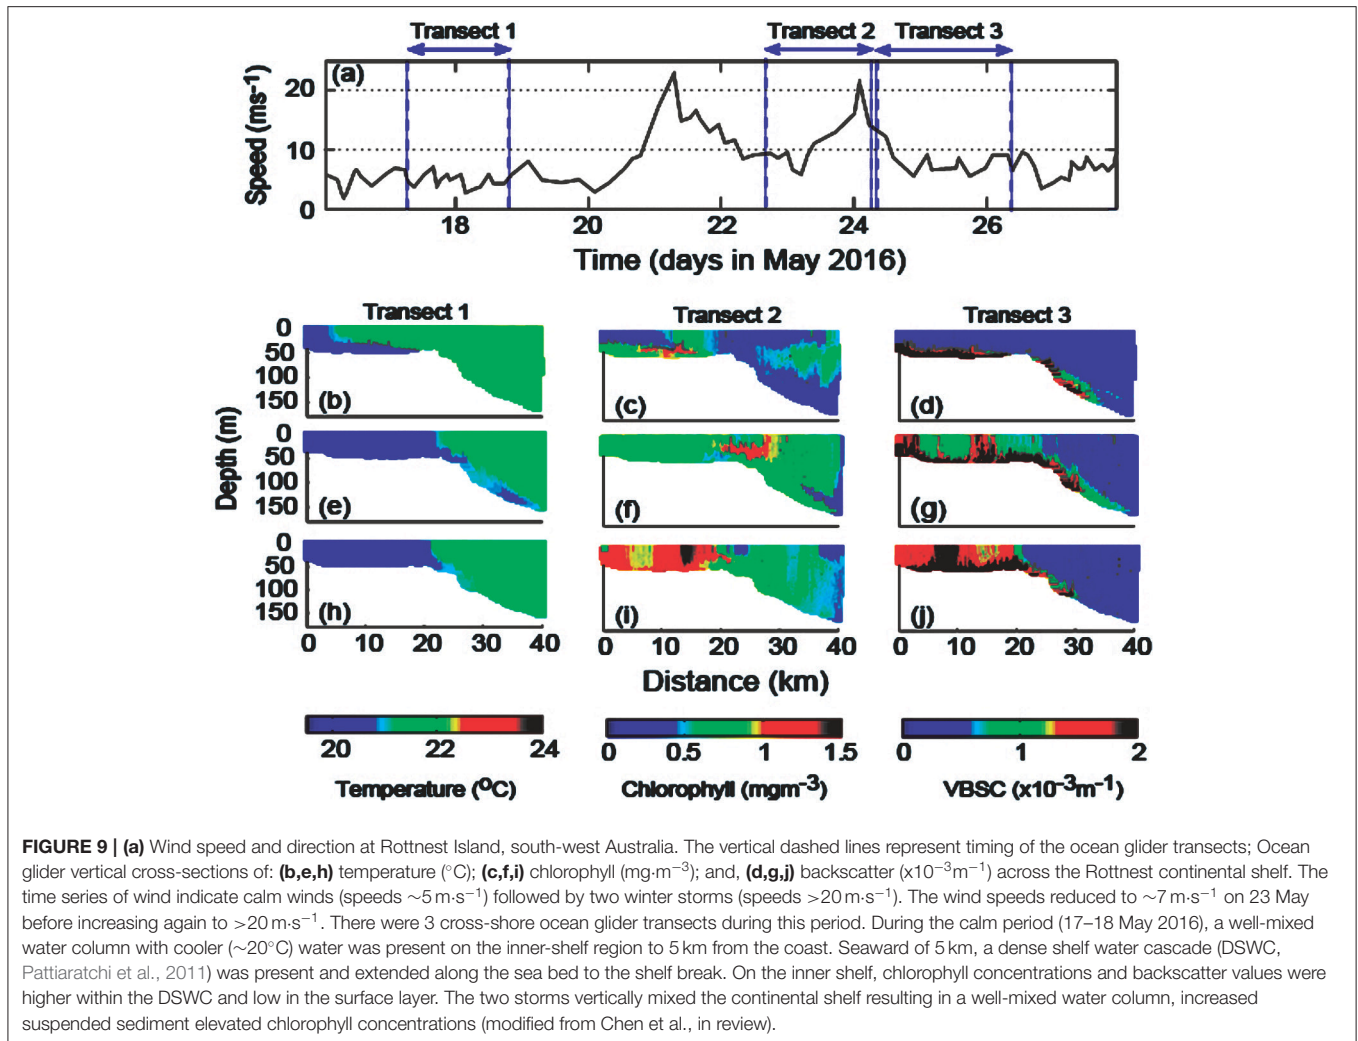 Transect 1 Transect 2 Transect 3
(a)
Speed (ms-1)
20
10
0
18 20 22 24 26
Time (days in May 2016)
Transect 1 Transect 2 Transect 3
Depth (m)
0
50
100
150
(b) (c) (d)
0
50
100
150
(e) (f) (g)
0
50
100
150
(h) (i) (j)
0 10 20 30 40 0 10 20 30 40 0 10 20 30 40
Distance (km)
20 22 24 0 0.5 1 1.5 0 1 2
Temperature (ºC) Chlorophyll (mgm⁻³) VBSC (x10⁻³m⁻¹)
FIGURE 9 | (a) Wind speed and direction at Rottnest Island, south-west Australia. The vertical dashed lines represent timing of the ocean glider transects; Ocean
glider vertical cross-sections of: (b,e,h) temperature (°C); (c,f,i) chlorophyll (mg·m⁻³); and, (d,g,j) backscatter (x10⁻³m⁻¹) across the Rottnest continental shelf. The
time series of wind indicate calm winds (speeds ~5 m·s⁻¹) followed by two winter storms (speeds >20 m·s⁻¹). The wind speeds reduced to ~7 m·s⁻¹ on 23 May
before increasing again to >20 m·s⁻¹. There were 3 cross-shore ocean glider transects during this period. During the calm period (17–18 May 2016), a well-mixed
water column with cooler (~20°C) water was present on the inner-shelf region to 5 km from the coast. Seaward of 5 km, a dense shelf water cascade (DSWC,
Pattiaratchi et al., 2011) was present and extended along the sea bed to the shelf break. On the inner shelf, chlorophyll concentrations and backscatter values were
higher within the DSWC and low in the surface layer. The two storms vertically mixed the continental shelf resulting in a well-mixed water column, increased
suspended sediment elevated chlorophyll concentrations (modified from Chen et al., in review).